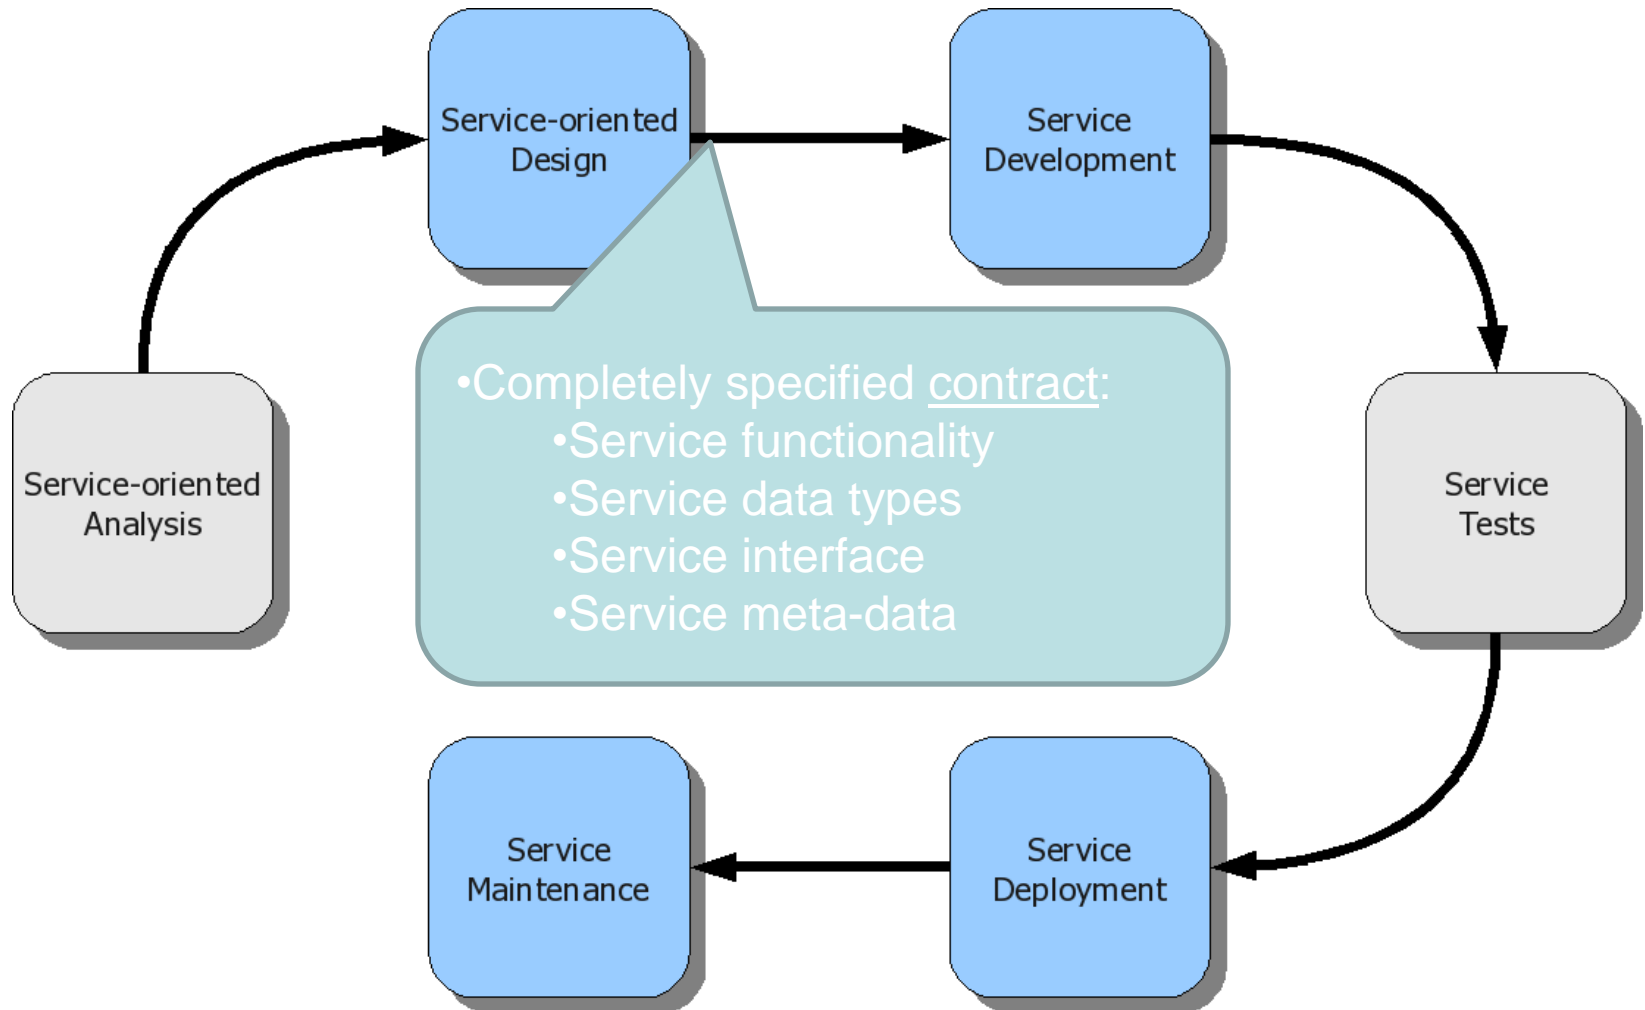 Service-oriented
Design
Service
Development
•Completely specified contract:
•Service functionality
•Service data types
•Service interface
•Service meta-data
Service-oriented
Analysis
Service
Tests
Service
Maintenance
Service
Deployment